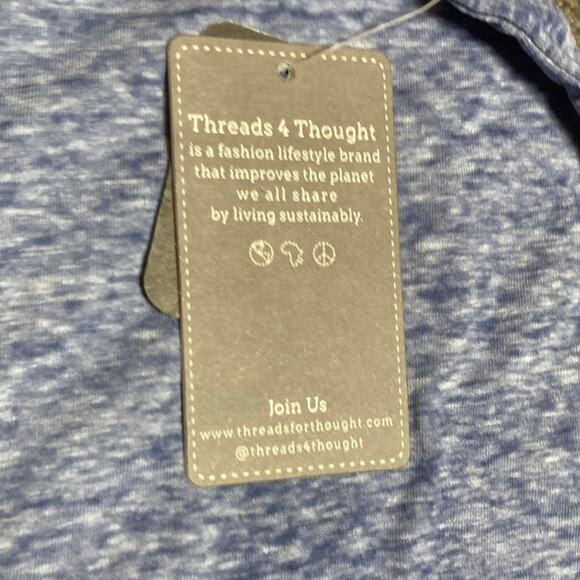 Threads 4 Thought
is a fashion lifestyle brand
that improves the planet
we all share
by living sustainably.
Join Us
www.threadsforthought.com
@threads4thought